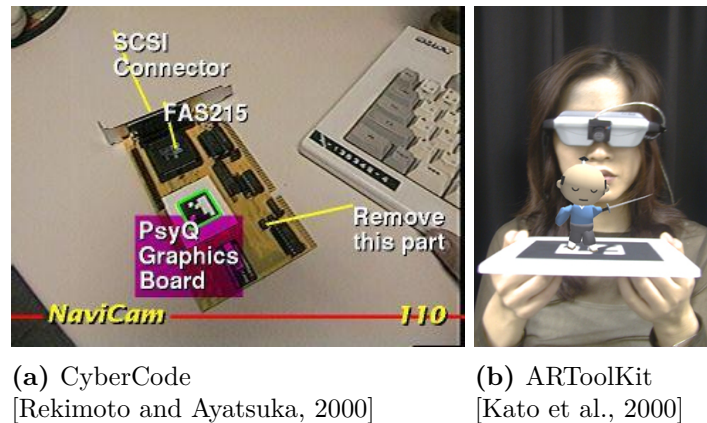 SCSI
Connector
FAS215
PsyQ
Graphics
Board
Remove
this part
NaviCam
110
(a) CyberCode
[Rekimoto and Ayatsuka, 2000]
(b) ARToolKit
[Kato et al., 2000]